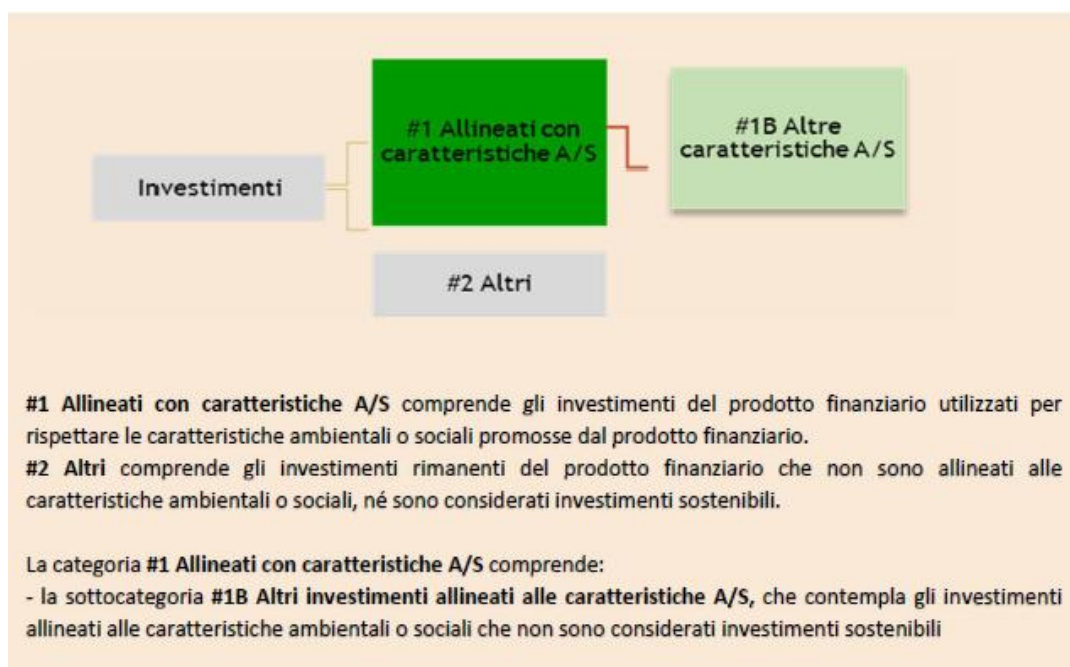 #1 Allineati con
caratteristiche A/S
#1B Altre
caratteristiche A/S
Investimenti
#2 Altri
#1 Allineati con caratteristiche A/S comprende gli investimenti del prodotto finanziario utilizzati per
rispettare le caratteristiche ambientali o sociali promosse dal prodotto finanziario.
#2 Altri comprende gli investimenti rimanenti del prodotto finanziario che non sono allineati alle
caratteristiche ambientali o sociali, né sono considerati investimenti sostenibili.
La categoria #1 Allineati con caratteristiche A/S comprende:
- la sottocategoria #1B Altri investimenti allineati alle caratteristiche A/S, che contempla gli investimenti
allineati alle caratteristiche ambientali o sociali che non sono considerati investimenti sostenibili